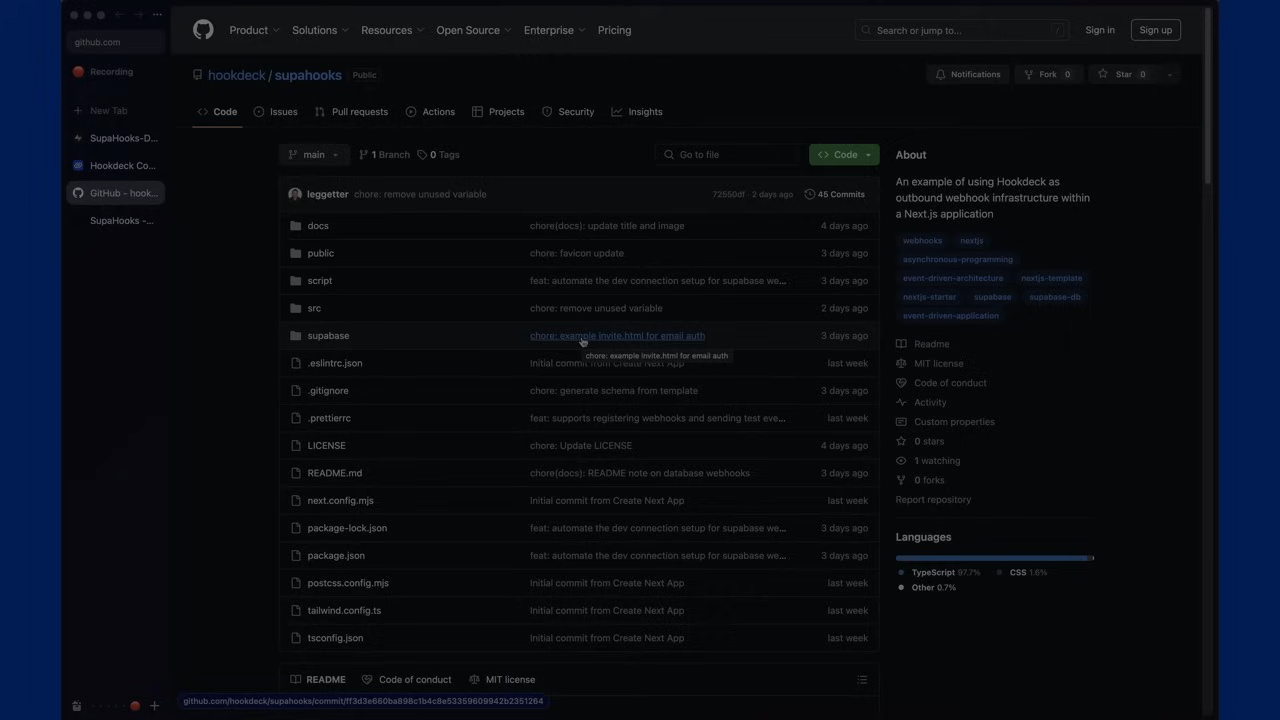 github.com
Recording
New Tab
SupaHooks-D...
Hookdeck Co...
GitHub - hook...
SupaHooks -...
Product Solutions Resources Open Source Enterprise Pricing Search or jump to... / Sign in Sign up
hookdeck / supahooks Public Notifications Fork 0 Star 0
Code Issues Pull requests Actions Projects Security Insights
main 1 Branch 0 Tags Go to file Code
leggetter chore: remove unused variable 72550df · 2 days ago 45 Commits
docs chore(docs): update title and image 4 days ago
public chore: favicon update 3 days ago
script feat: automate the dev connection setup for supabase we... 3 days ago
src chore: remove unused variable 2 days ago
supabase chore: example invite.html for email auth 3 days ago
chore: example invite.html for email auth
.eslintrc.json Initial commit from Create Next App last week
.gitignore chore: generate schema from template 3 days ago
.prettierrc feat: supports registering webhooks and sending test eve... last week
LICENSE chore: Update LICENSE 4 days ago
README.md chore(docs): README note on database webhooks 3 days ago
next.config.mjs Initial commit from Create Next App last week
package-lock.json feat: automate the dev connection setup for supabase we... 3 days ago
package.json feat: automate the dev connection setup for supabase we... 3 days ago
postcss.config.mjs Initial commit from Create Next App last week
tailwind.config.ts Initial commit from Create Next App last week
tsconfig.json Initial commit from Create Next App last week
README Code of conduct MIT license
About
An example of using Hookdeck as
outbound webhook infrastructure within
a Next.js application
webhooks nextjs
asynchronous-programming
event-driven-architecture nextjs-template
nextjs-starter supabase supabase-db
event-driven-application
Readme
MIT license
Code of conduct
Activity
Custom properties
0 stars
1 watching
0 forks
Report repository
Languages
TypeScript 97.7% CSS 1.6%
Other 0.7%
github.com/hookdeck/supahooks/commit/ff3d3e660ba898c1b4c8e53359609942b2351264